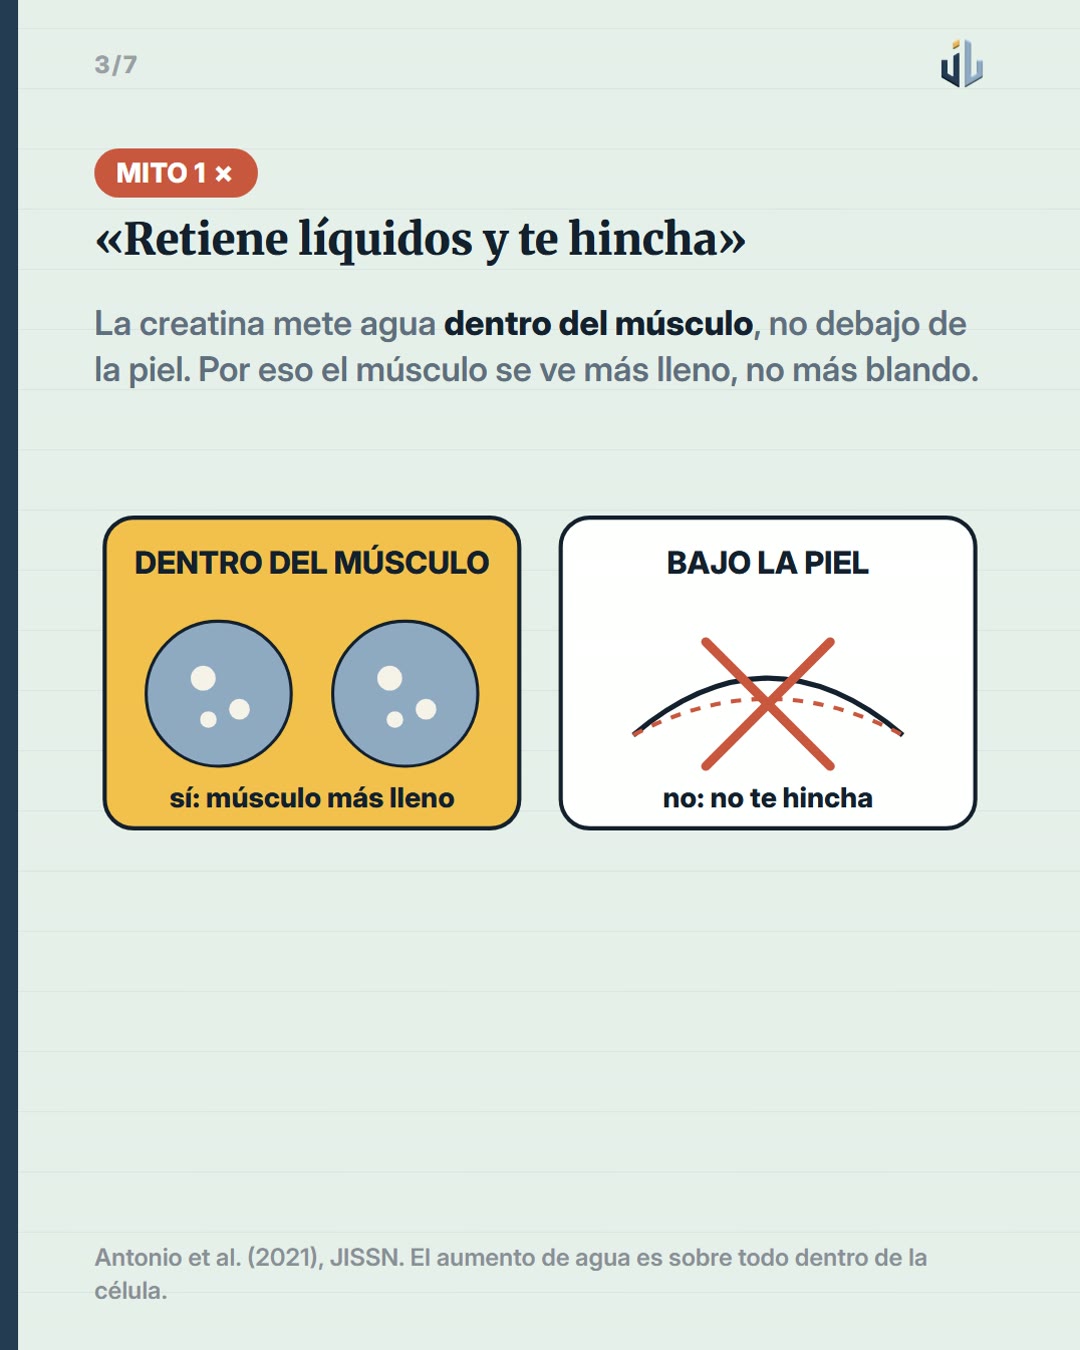 3/7
MITO 1 ×
«Retiene líquidos y te hincha»
La creatina mete agua dentro del músculo, no debajo de
la piel. Por eso el músculo se ve más lleno, no más blando.
DENTRO DEL MÚSCULO
sí: músculo más lleno
BAJO LA PIEL
no: no te hincha
Antonio et al. (2021), JISSN. El aumento de agua es sobre todo dentro de la
célula.